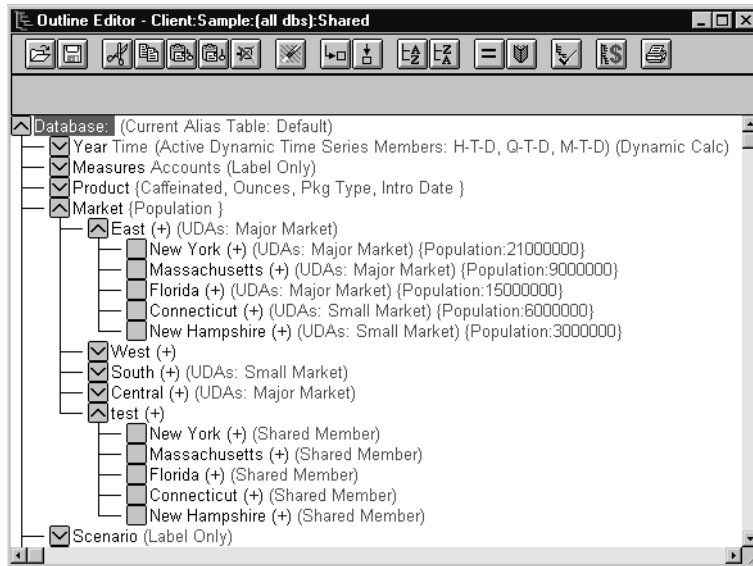 Outline Editor - Client:Sample:(all dbs):Shared
A Z Z A = $
Database: (Current Alias Table: Default)
Year Time (Active Dynamic Time Series Members: H-T-D, Q-T-D, M-T-D) (Dynamic Calc)
Measures Accounts (Label Only)
Product {Caffeinated, Ounces, Pkg Type, Intro Date }
Market {Population }
East (+) (UDAs: Major Market)
New York (+) (UDAs: Major Market) {Population:21000000}
Massachusetts (+) (UDAs: Major Market) {Population:9000000}
Florida (+) (UDAs: Major Market) {Population:15000000}
Connecticut (+) (UDAs: Small Market) {Population:6000000}
New Hampshire (+) (UDAs: Small Market) {Population:3000000}
West (+)
South (+) (UDAs: Small Market)
Central (+) (UDAs: Major Market)
test (+)
New York (+) (Shared Member)
Massachusetts (+) (Shared Member)
Florida (+) (Shared Member)
Connecticut (+) (Shared Member)
New Hampshire (+) (Shared Member)
Scenario (Label Only)